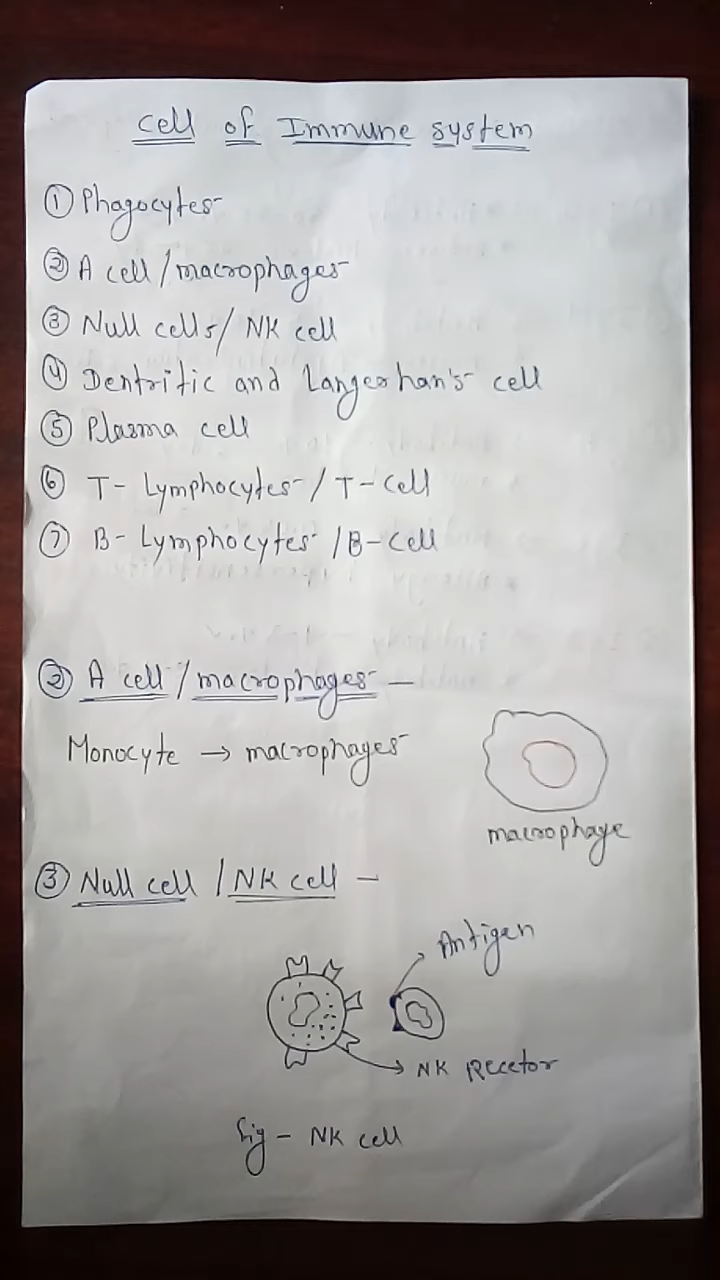 Cell of Immune system
① Phagocytes
② A cell / macrophages
③ Null cells / NK cell
④ Dentritic and Langerhan's cell
⑤ Plasma cell
⑥ T- Lymphocytes / T- cell
⑦ B- Lymphocytes / B- cell
② A cell / macrophages —
Monocyte → macrophages
macrophage
③ Null cell / NK cell —
Antigen
NK Recetor
fig - NK cell